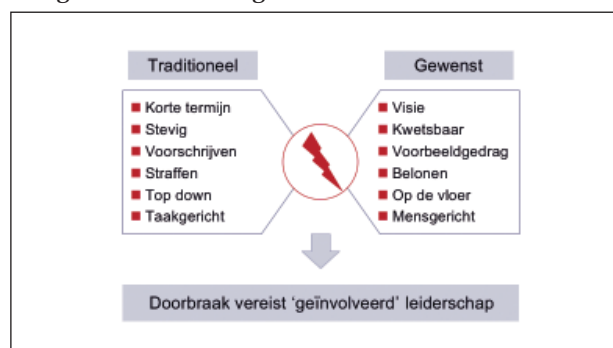 Traditioneel
Korte termijn
Stevig
Voorschrijven
Straffen
Top down
Taakgericht
Gewenst
Visie
Kwetsbaar
Voorbeeldgedrag
Belonen
Op de vloer
Mensgericht
Doorbraak vereist ‘geïnvolveerd’ leiderschap